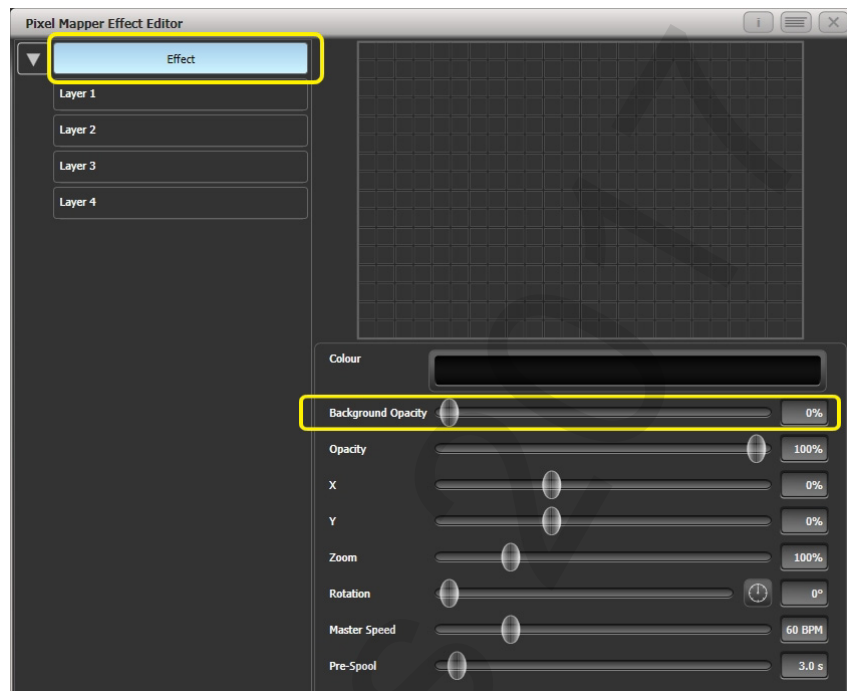 Pixel Mapper Effect Editor
Effect
Layer 1
Layer 2
Layer 3
Layer 4
Colour
Background Opacity 0%
Opacity 100%
X 0%
Y 0%
Zoom 100%
Rotation 0°
Master Speed 60 BPM
Pre-Spool 3.0 s